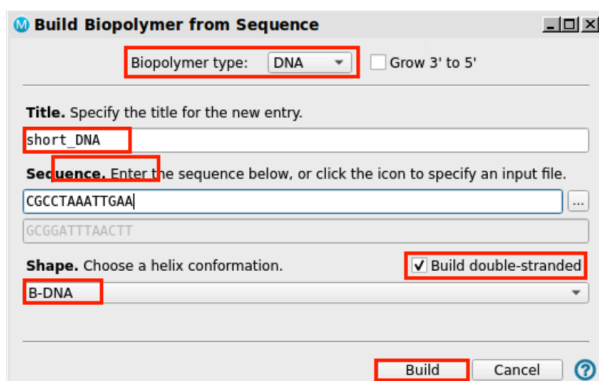 Build Biopolymer from Sequence
Biopolymer type: DNA Grow 3' to 5'
Title. Specify the title for the new entry.
short_DNA
Sequence. Enter the sequence below, or click the icon to specify an input file.
CGCCTAAATTGAA ...
GCGGATTTAACTT
Shape. Choose a helix conformation. Build double-stranded
B-DNA
Build Cancel ?